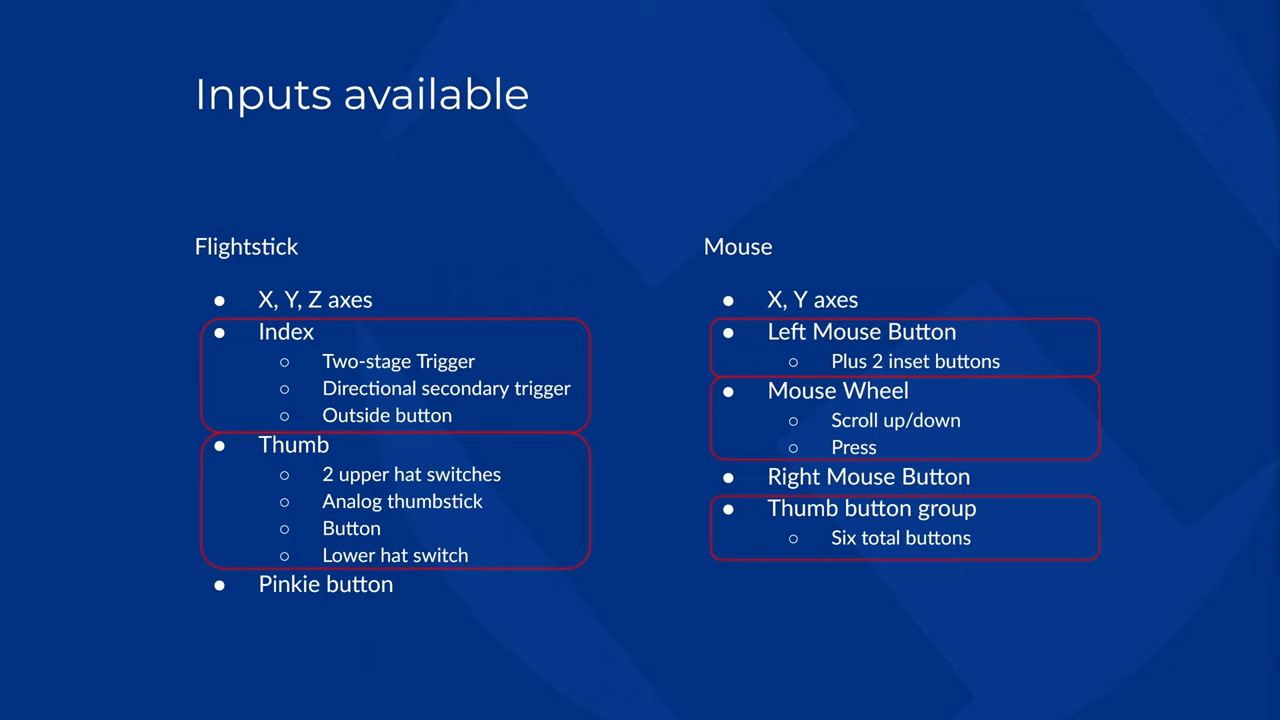 Inputs available
Flightstick
● X, Y, Z axes
● Index
○ Two-stage Trigger
○ Directional secondary trigger
○ Outside button
● Thumb
○ 2 upper hat switches
○ Analog thumbstick
○ Button
○ Lower hat switch
● Pinkie button
Mouse
● X, Y axes
● Left Mouse Button
○ Plus 2 inset buttons
● Mouse Wheel
○ Scroll up/down
○ Press
● Right Mouse Button
● Thumb button group
○ Six total buttons